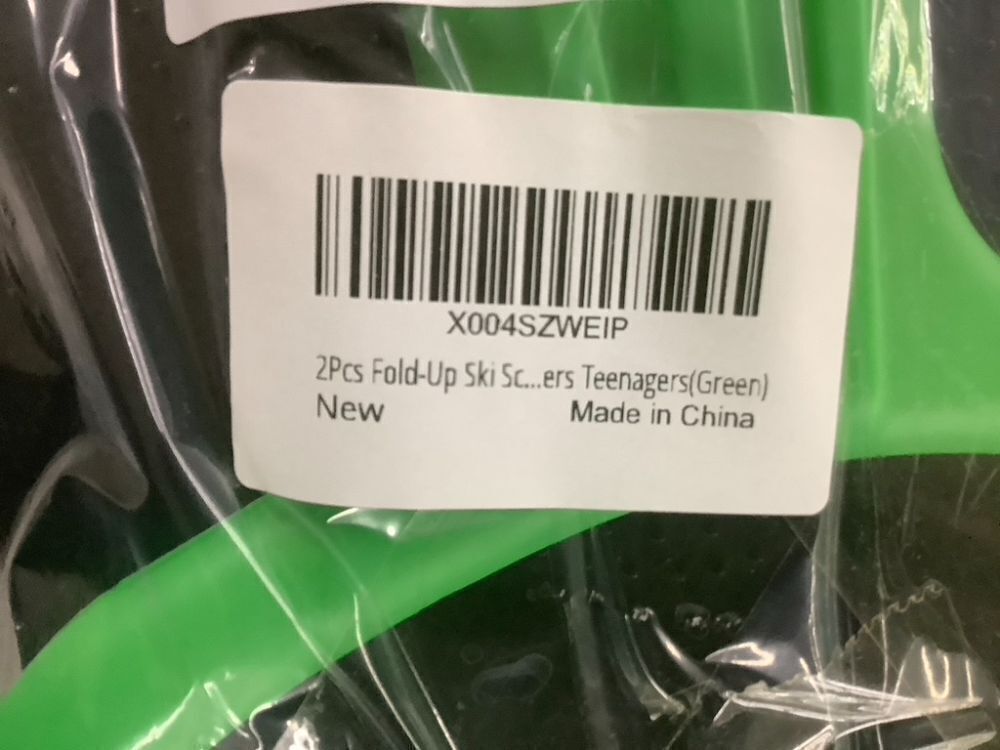 X004SZWEIP
2Pcs Fold-Up Ski Sc...ers Teenagers(Green)
New Made in China